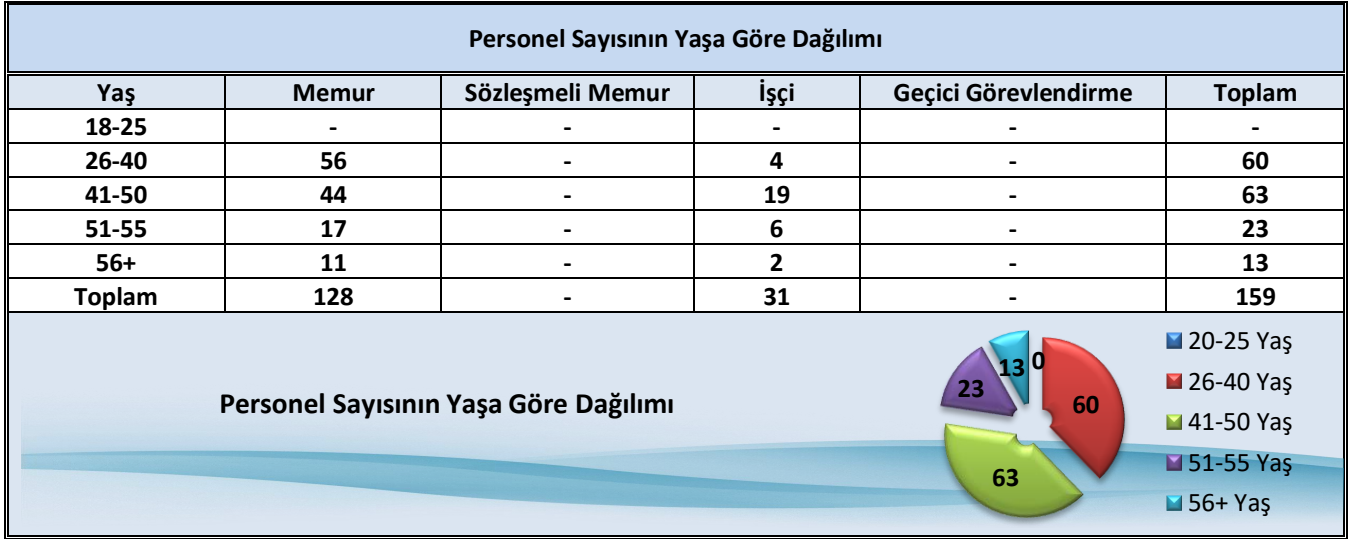 Personel Sayısının Yaşa Göre Dağılımı
Yaş Memur Sözleşmeli Memur İşçi Geçici Görevlendirme Toplam
18-25 - - - - -
26-40 56 - 4 - 60
41-50 44 - 19 - 63
51-55 17 - 6 - 23
56+ 11 - 2 - 13
Toplam 128 - 31 - 159
Personel Sayısının Yaşa Göre Dağılımı
0
60
63
23
13
20-25 Yaş
26-40 Yaş
41-50 Yaş
51-55 Yaş
56+ Yaş